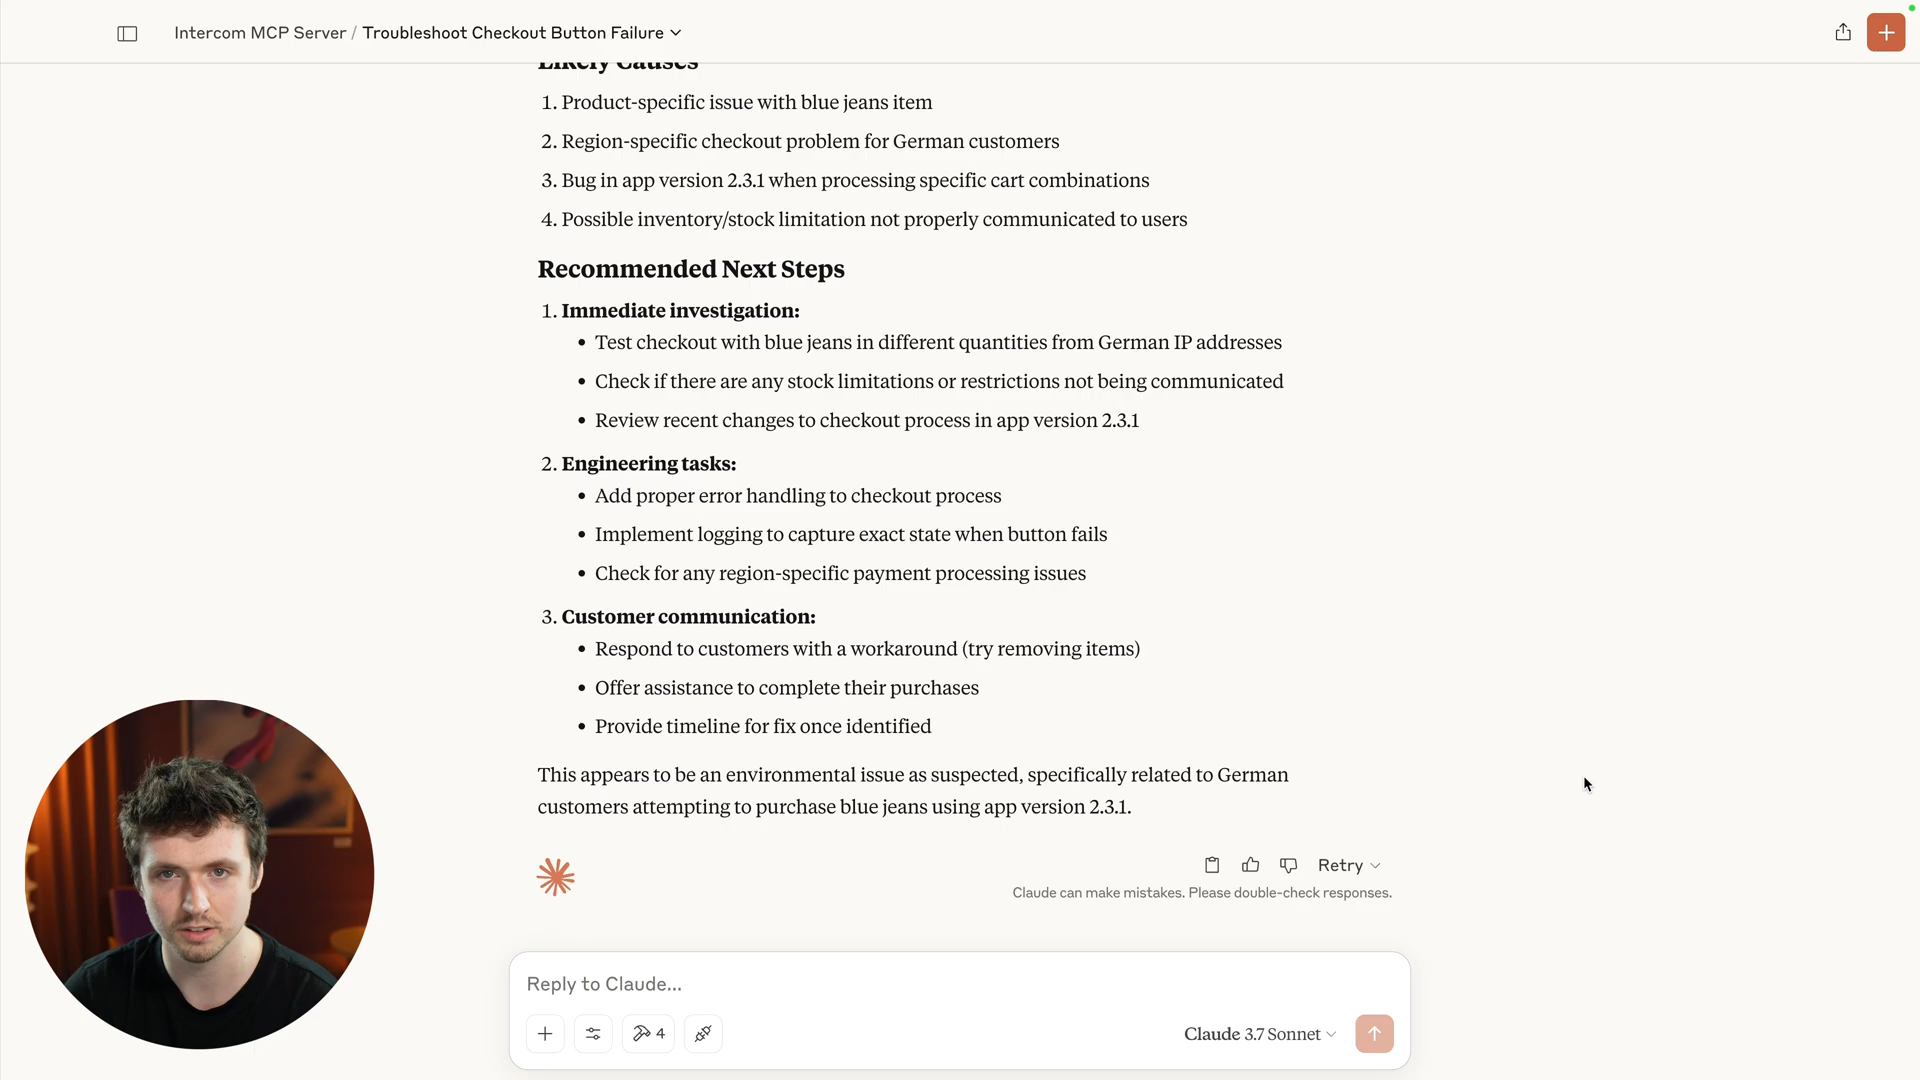 Intercom MCP Server / Troubleshoot Checkout Button Failure
Likely Causes
1. Product-specific issue with blue jeans item
2. Region-specific checkout problem for German customers
3. Bug in app version 2.3.1 when processing specific cart combinations
4. Possible inventory/stock limitation not properly communicated to users
Recommended Next Steps
1. Immediate investigation:
• Test checkout with blue jeans in different quantities from German IP addresses
• Check if there are any stock limitations or restrictions not being communicated
• Review recent changes to checkout process in app version 2.3.1
2. Engineering tasks:
• Add proper error handling to checkout process
• Implement logging to capture exact state when button fails
• Check for any region-specific payment processing issues
3. Customer communication:
• Respond to customers with a workaround (try removing items)
• Offer assistance to complete their purchases
• Provide timeline for fix once identified
This appears to be an environmental issue as suspected, specifically related to German
customers attempting to purchase blue jeans using app version 2.3.1.
Retry
Claude can make mistakes. Please double-check responses.
Reply to Claude...
4
Claude 3.7 Sonnet